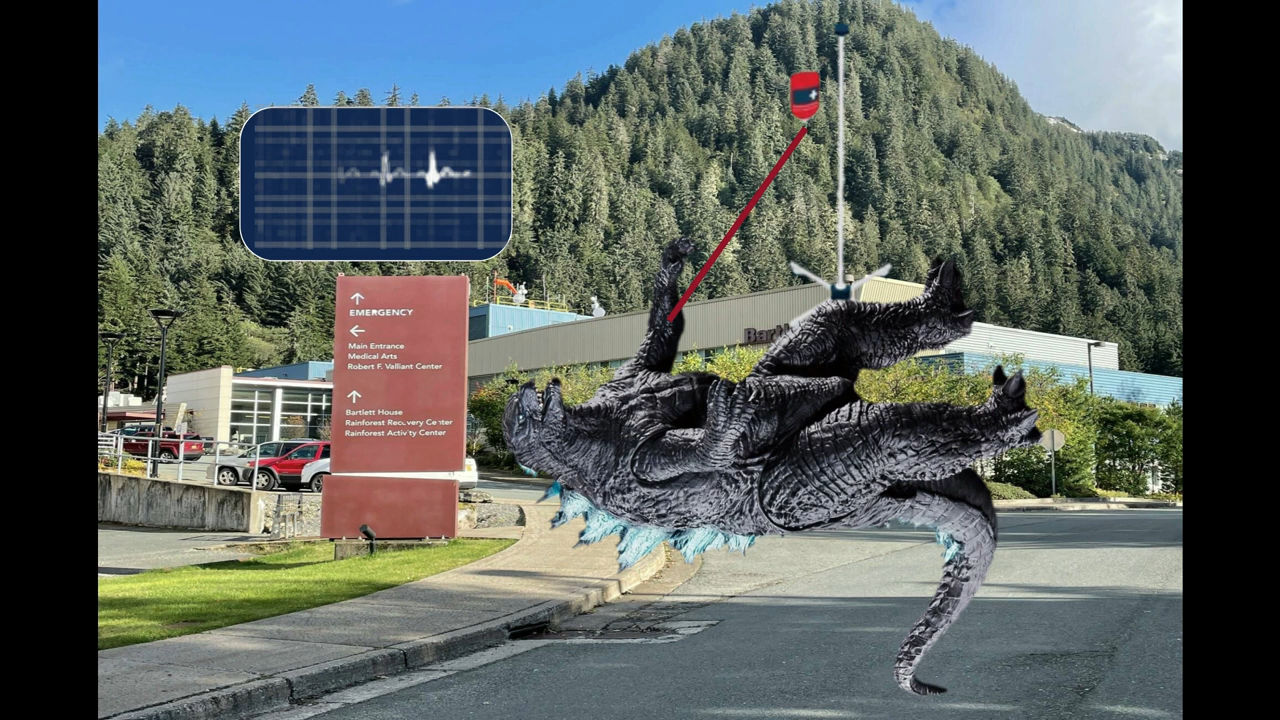 EMERGENCY
Main Entrance
Medical Arts
Robert F. Valliant Center
Bartlett House
Rainforest Recovery Center
Rainforest Activity Center